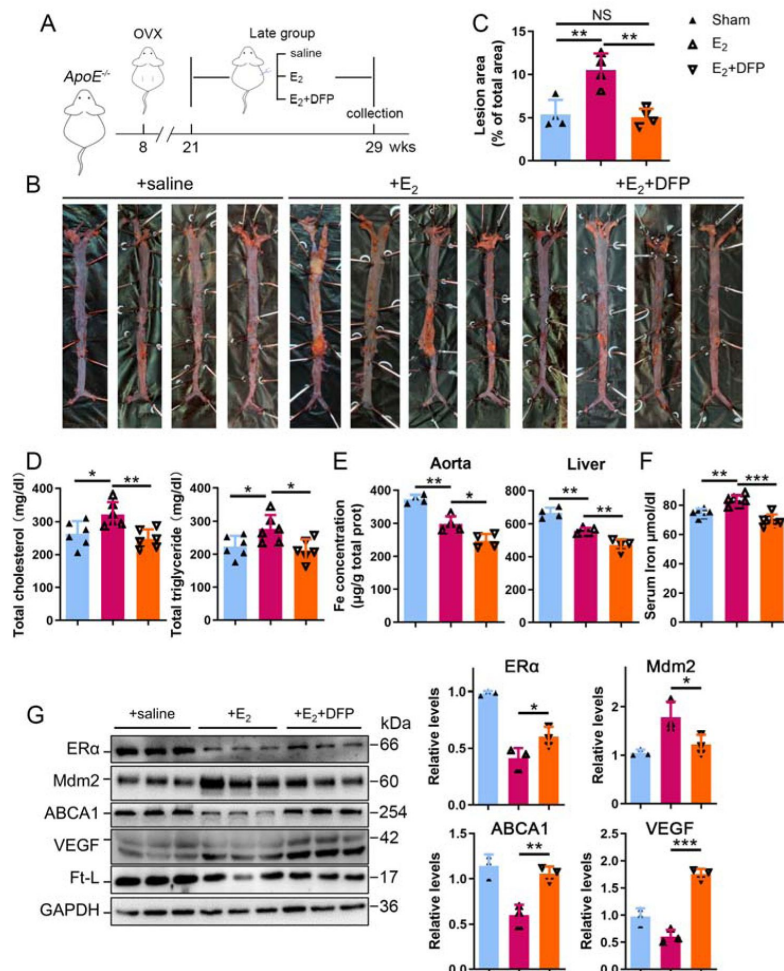 A
OVX
Late group
saline
E₂
E₂+DFP
ApoE⁻/⁻
collection
8
21
29 wks
C
NS
**
**
Lesion area
(% of total area)
15
10
5
0
Sham
E₂
E₂+DFP
B
+saline
+E₂
+E₂+DFP
D
Total cholesterol (mg/dl)
400
300
200
100
0
*
**
Total triglyceride (mg/dl)
400
300
200
100
0
*
*
E
Aorta
Fe concentration
(µg/g total prot)
400
200
0
**
*
Liver
800
600
400
200
0
**
**
F
Serum Iron µmol/dl
80
60
40
20
0
**
***
G
+saline
+E₂
+E₂+DFP
kDa
ERα
66
Mdm2
60
ABCA1
254
VEGF
42
Ft-L
17
GAPDH
36
ERα
Relative levels
1.0
0.5
0.0
*
Mdm2
Relative levels
2
1
0
*
ABCA1
Relative levels
1.5
1.0
0.5
0.0
**
VEGF
Relative levels
2.0
1.5
1.0
0.5
0.0
***